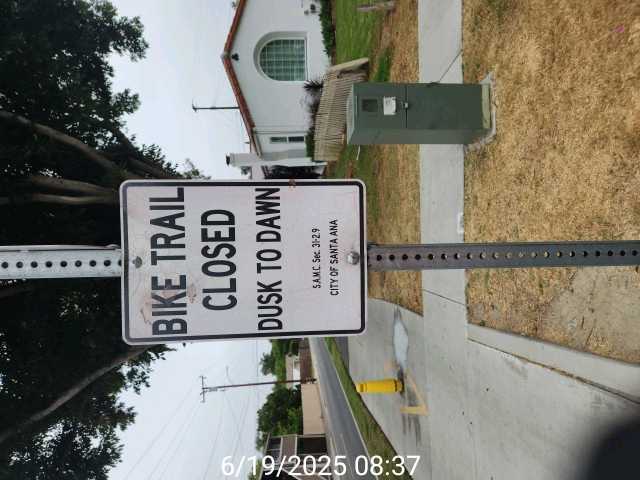 BIKE TRAIL
CLOSED
DUSK TO DAWN
S.A.M.C. Sec. 31-2.9
CITY OF SANTA ANA
6/19/2025 08:37